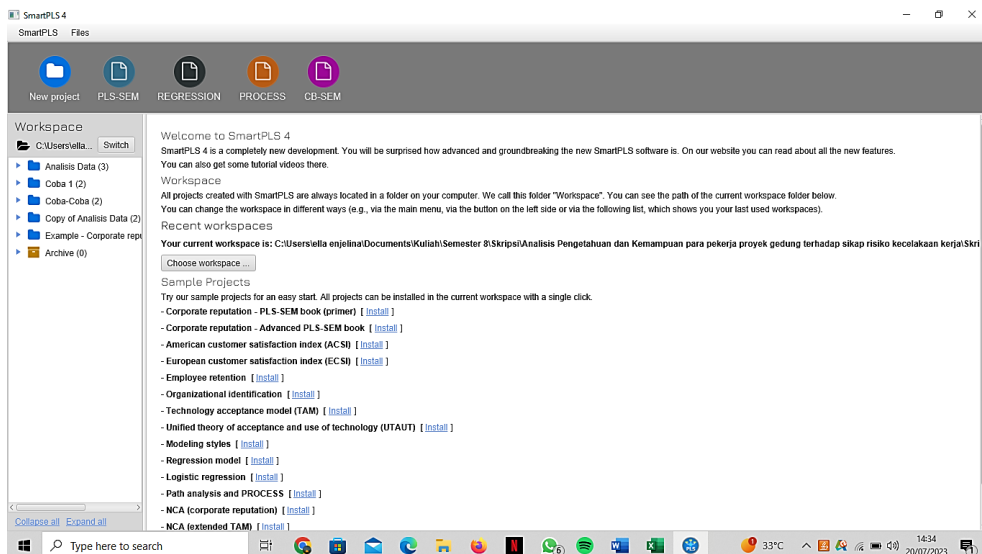 SmartPLS 4
SmartPLS Files
New project PLS-SEM REGRESSION PROCESS CB-SEM
Workspace
C:\Users\ella... Switch
Analisis Data (3)
Coba 1 (2)
Coba-Coba (2)
Copy of Analisis Data (2)
Example - Corporate repu
Archive (0)
Collapse all Expand all
Welcome to SmartPLS 4
SmartPLS 4 is a completely new development. You will be surprised how advanced and groundbreaking the new SmartPLS software is. On our website you can read about all the new features.
You can also get some tutorial videos there.
Workspace
All projects created with SmartPLS are always located in a folder on your computer. We call this folder "Workspace". You can see the path of the current workspace folder below.
You can change the workspace in different ways (e.g., via the main menu, via the button on the left side or via the following list, which shows you your last used workspaces).
Recent workspaces
Your current workspace is: C:\Users\ella enjelina\Documents\Kuliah\Semester 8\Skripsi\Analisis Pengetahuan dan Kemampuan para pekerja proyek gedung terhadap sikap risiko kecelakaan kerja\Skri
Choose workspace ...
Sample Projects
Try our sample projects for an easy start. All projects can be installed in the current workspace with a single click.
- Corporate reputation - PLS-SEM book (primer) [ Install ]
- Corporate reputation - Advanced PLS-SEM book [ Install ]
- American customer satisfaction index (ACSI) [ Install ]
- European customer satisfaction index (ECSI) [ Install ]
- Employee retention [ Install ]
- Organizational identification [ Install ]
- Technology acceptance model (TAM) [ Install ]
- Unified theory of acceptance and use of technology (UTAUT) [ Install ]
- Modeling styles [ Install ]
- Regression model [ Install ]
- Logistic regression [ Install ]
- Path analysis and PROCESS [ Install ]
- NCA (corporate reputation) [ Install ]
- NCA (extended TAM) [ Install ]
Type here to search
33°C
14:34
20/07/2023